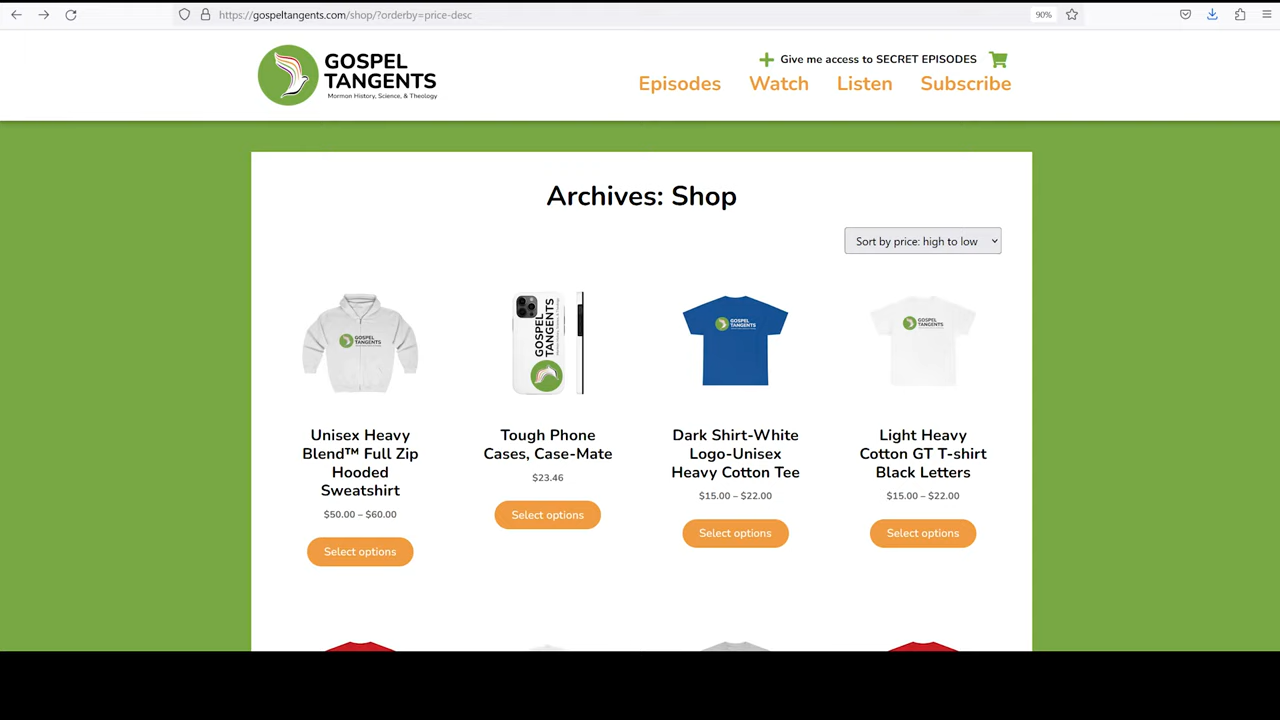 https://gospeltangents.com/shop/?orderby=price-desc
90%
GOSPEL
TANGENTS
Mormon History, Science, & Theology
Give me access to SECRET EPISODES
Episodes Watch Listen Subscribe
Archives: Shop
Sort by price: high to low
GOSPEL
TANGENTS
GOSPEL
TANGENTS
GOSPEL
TANGENTS
GOSPEL
TANGENTS
Unisex Heavy
Blend™ Full Zip
Hooded
Sweatshirt
$50.00 – $60.00
Select options
Tough Phone
Cases, Case-Mate
$23.46
Select options
Dark Shirt-White
Logo-Unisex
Heavy Cotton Tee
$15.00 – $22.00
Select options
Light Heavy
Cotton GT T-shirt
Black Letters
$15.00 – $22.00
Select options